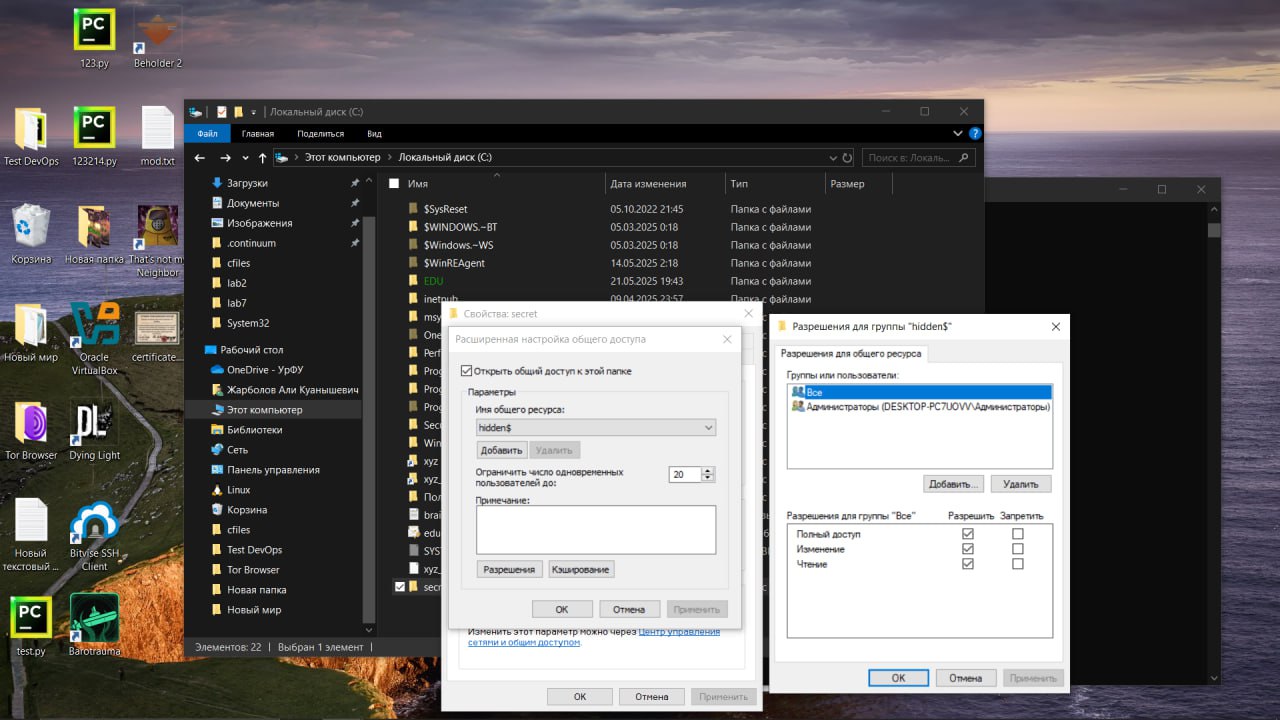 123.py
Beholder 2
Test DevOps
123214.py
mod.txt
Корзина
Новая папка
That's not my Neighbor
Новый мир
Oracle VirtualBox
certificate...
Tor Browser
Dying Light
Новый текстовый ...
Bitvise SSH Client
test.py
Barotrauma
Локальный диск (C:)
Файл
Главная
Поделиться
Вид
Этот компьютер
Локальный диск (C:)
Поиск в: Локаль...
Загрузки
Документы
Изображения
.continuum
cfiles
lab2
lab7
System32
Рабочий стол
OneDrive - УрФУ
Жарболов Али Куанышевич
Этот компьютер
Библиотеки
Сеть
Панель управления
Linux
Корзина
cfiles
Test DevOps
Tor Browser
Новая папка
Новый мир
Имя Дата изменения Тип Размер
$SysReset 05.10.2022 21:45 Папка с файлами
$WINDOWS.~BT 05.03.2025 0:18 Папка с файлами
$Windows.~WS 05.03.2025 0:18 Папка с файлами
$WinREAgent 14.05.2025 2:18 Папка с файлами
EDU 21.05.2025 19:43 Папка с файлами
inetpub 09.04.2025 23:57 Папка с файлами
msy
One
Perf
Prog
Prog
Prog
Sec
Win
xyz
xyz_
Пол
brai
edu
SYS
xyz_
secr
Элементов: 22
Выбран 1 элемент
Свойства: secret
Расширенная настройка общего доступа
Открыть общий доступ к этой папке
Параметры
Имя общего ресурса:
hidden$
Добавить
Удалить
Ограничить число одновременных пользователей до:
20
Примечание:
Разрешения
Кэширование
ОК
Отмена
Применить
Изменить этот параметр можно через Центр управления
сетями и общим доступом.
ОК
Отмена
Применить
Разрешения для группы "hidden$"
Разрешения для общего ресурса
Группы или пользователи:
Все
Администраторы (DESKTOP-PC7UOVV\Администраторы)
Добавить...
Удалить
Разрешения для группы "Все" Разрешить Запретить
Полный доступ
Изменение
Чтение
ОК
Отмена
Применить